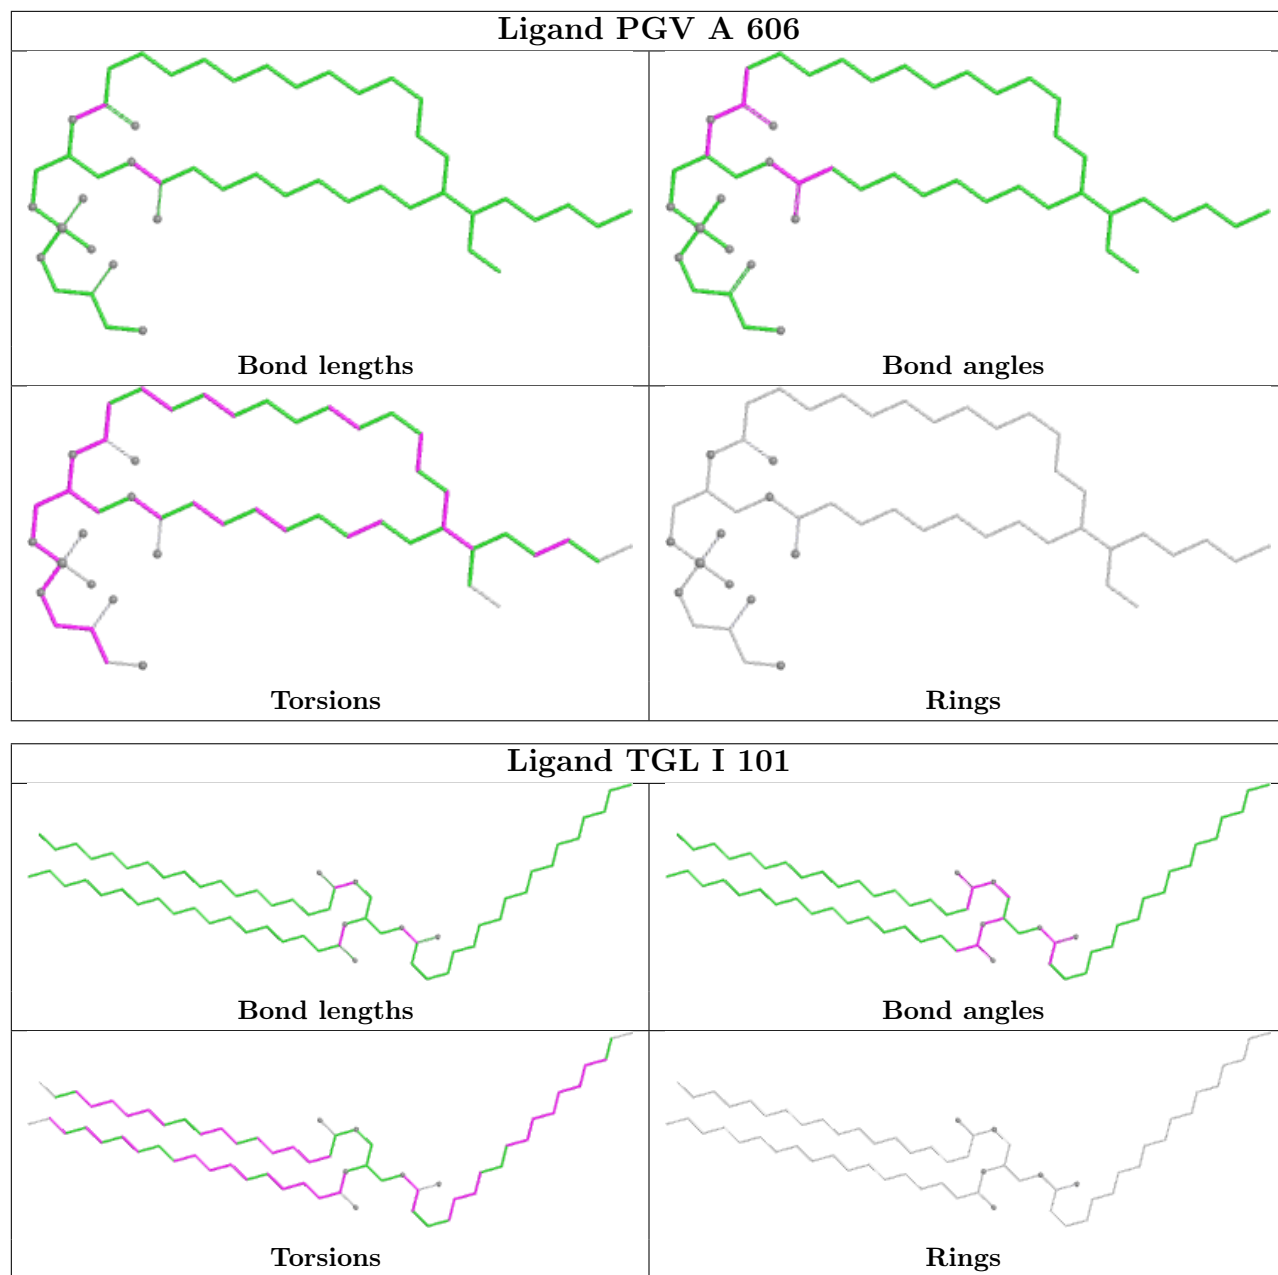 Ligand PGV A 606
Bond lengths
Bond angles
Torsions
Rings
Ligand TGL I 101
Bond lengths
Bond angles
Torsions
Rings